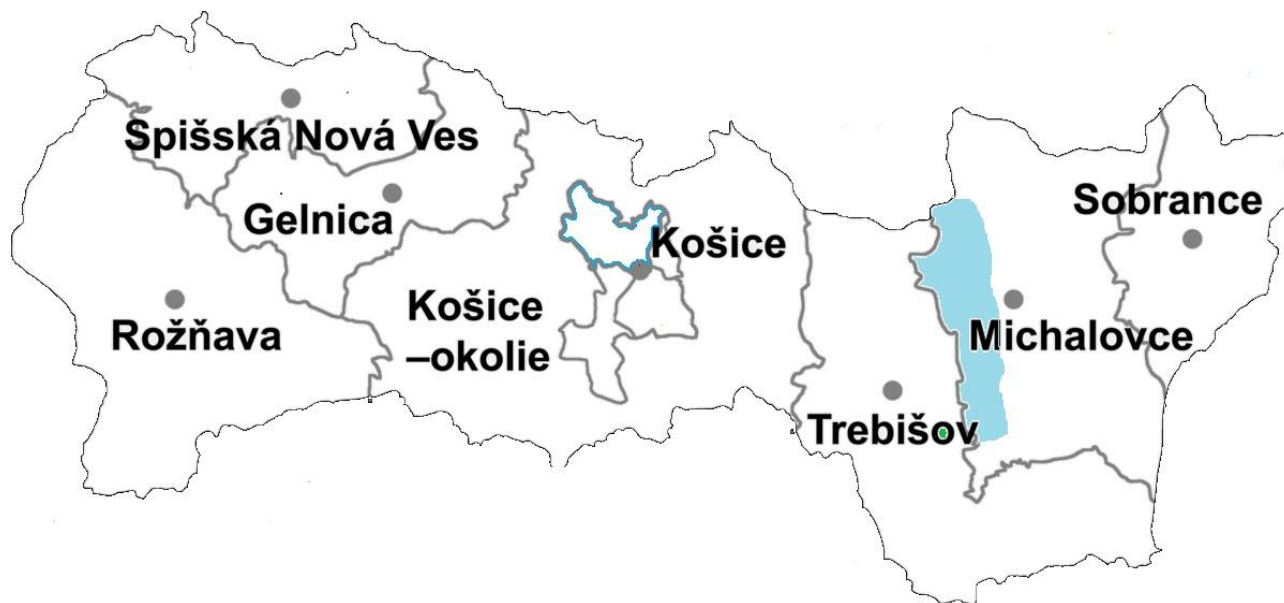 Spišská Nová Ves
Gelnica
Rožňava
Košice
Košice
–okolie
Sobrance
Michalovce
Trebišov